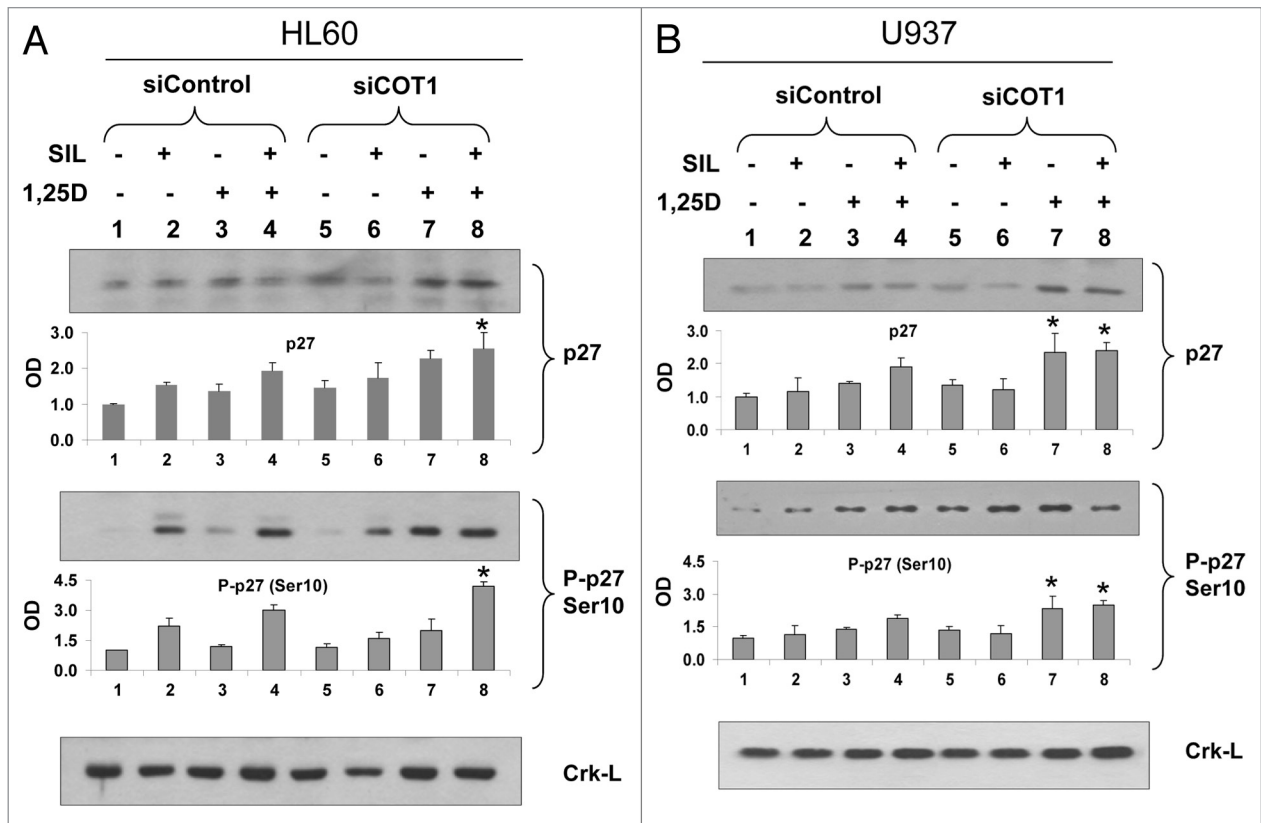 A
HL60
siControl siCOT1
SIL - + - + - + - +
1,25D - - + + - - + +
1 2 3 4 5 6 7 8
p27
3.0
2.0
1.0
0.0
OD
p27
*
1 2 3 4 5 6 7 8
P-p27
Ser10
4.5
3.0
1.5
0.0
OD
P-p27 (Ser10)
*
1 2 3 4 5 6 7 8
Crk-L
B
U937
siControl siCOT1
SIL - + - + - + - +
1,25D - - + + - - + +
1 2 3 4 5 6 7 8
p27
3.0
2.0
1.0
0.0
OD
p27
* *
1 2 3 4 5 6 7 8
P-p27
Ser10
4.5
3.0
1.5
0.0
OD
P-p27 (Ser10)
* *
1 2 3 4 5 6 7 8
Crk-L